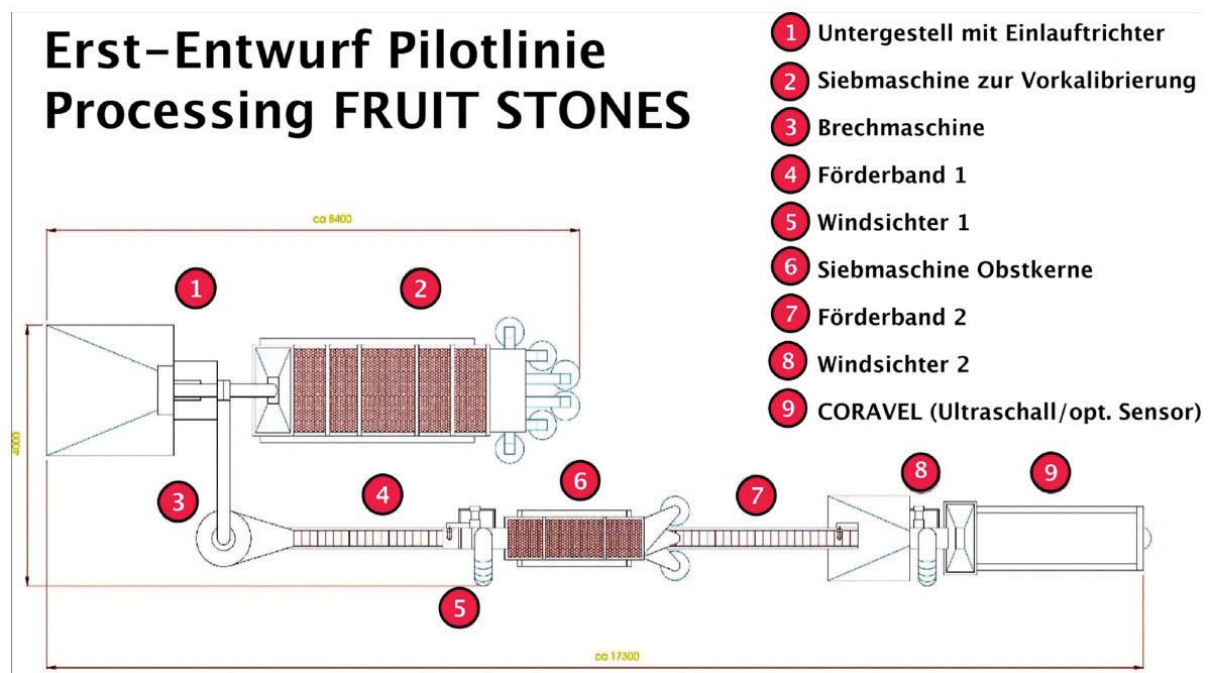 Erst-Entwurf Pilotlinie
Processing FRUIT STONES
1 Untergestell mit Einlauftrichter
2 Siebmaschine zur Vorkalibrierung
3 Brechmaschine
4 Förderband 1
5 Windsichter 1
6 Siebmaschine Obstkerne
7 Förderband 2
8 Windsichter 2
9 CORAVEL (Ultraschall/opt. Sensor)
ca 8400
1
2
4000
3
4
6
7
8
9
5
ca 17300